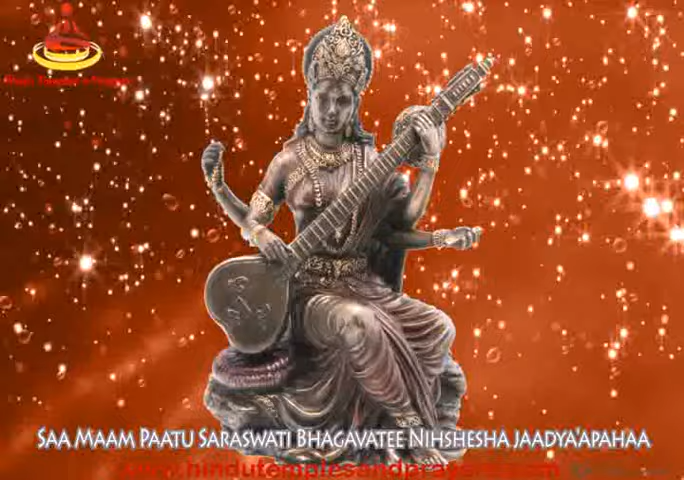 SAA MAAM PAATU SARASWATI BHAGAVATEE NIHSHESHA JAADYA'APAHAA
www.hindutemplesandprayers.com